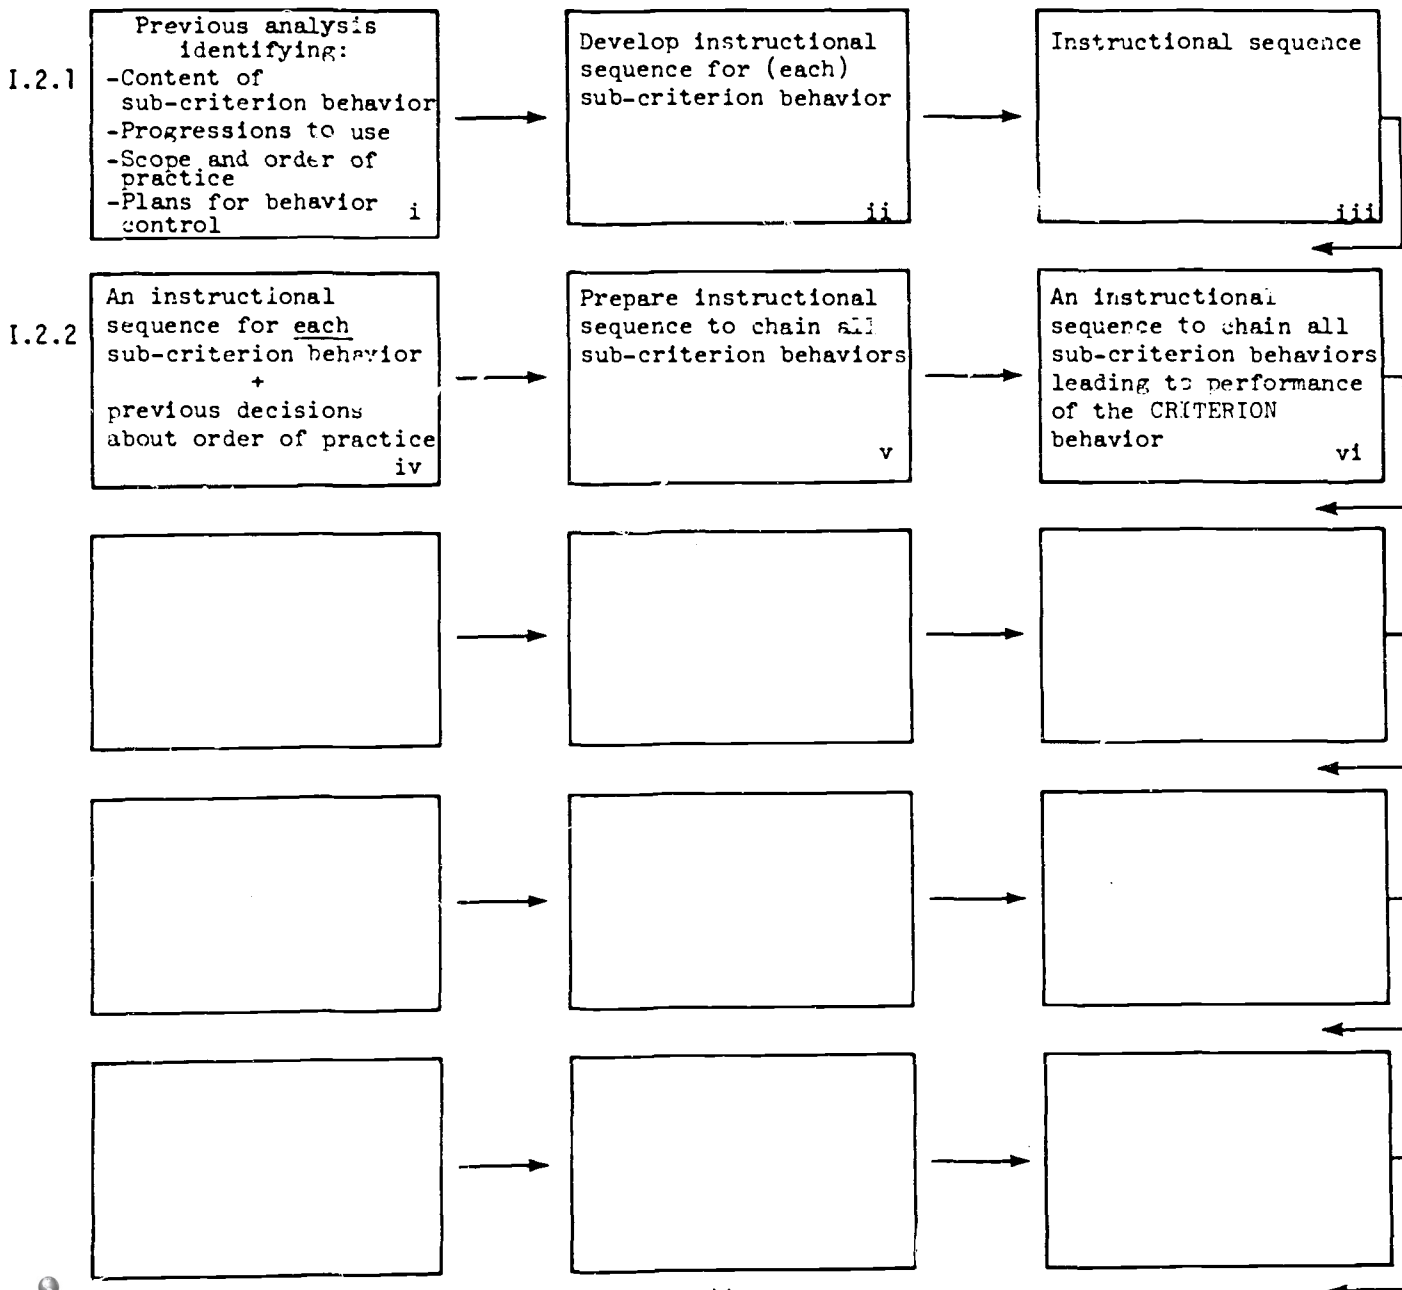 I.2.1
Previous analysis
identifying:
-Content of
sub-criterion behavior
-Progressions to use
-Scope and order of
practice
-Plans for behavior
control
i
Develop instructional
sequence for (each)
sub-criterion behavior
ii
Instructional sequence
iii
I.2.2
An instructional
sequence for each
sub-criterion behavior
+
previous decisions
about order of practice
iv
Prepare instructional
sequence to chain all
sub-criterion behaviors
v
An instructional
sequence to chain all
sub-criterion behaviors
leading to performance
of the CRITERION
behavior
vi